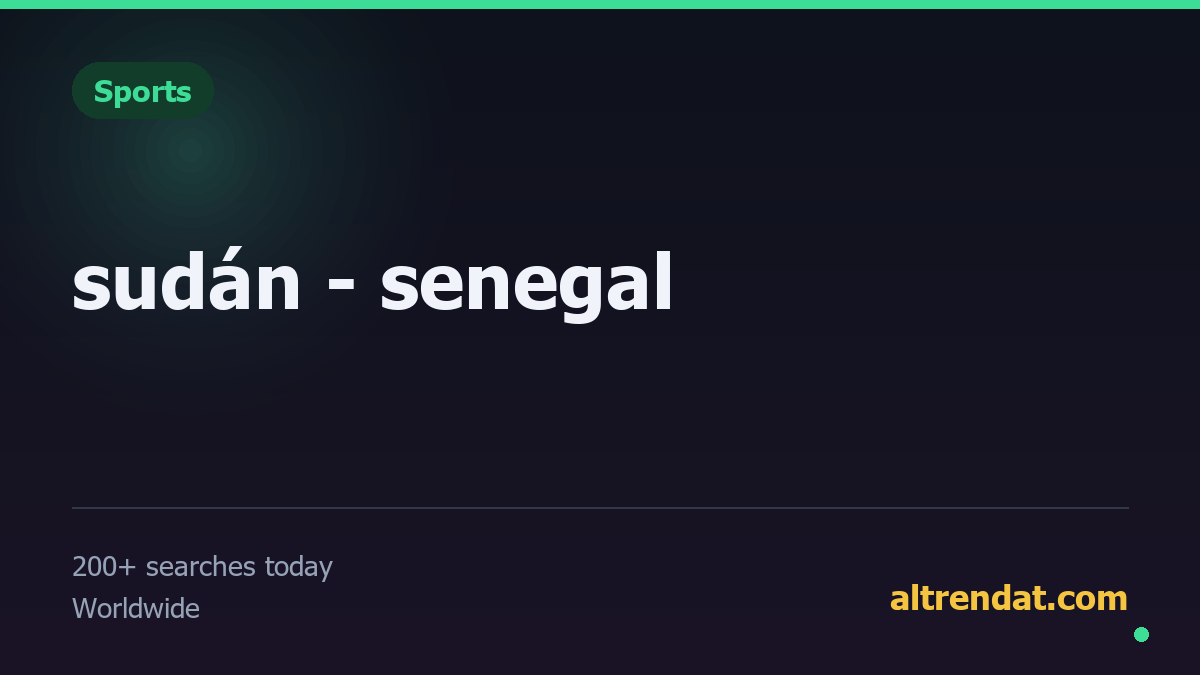 Sports
sudán - senegal
200+ searches today
Worldwide
altrendat.com